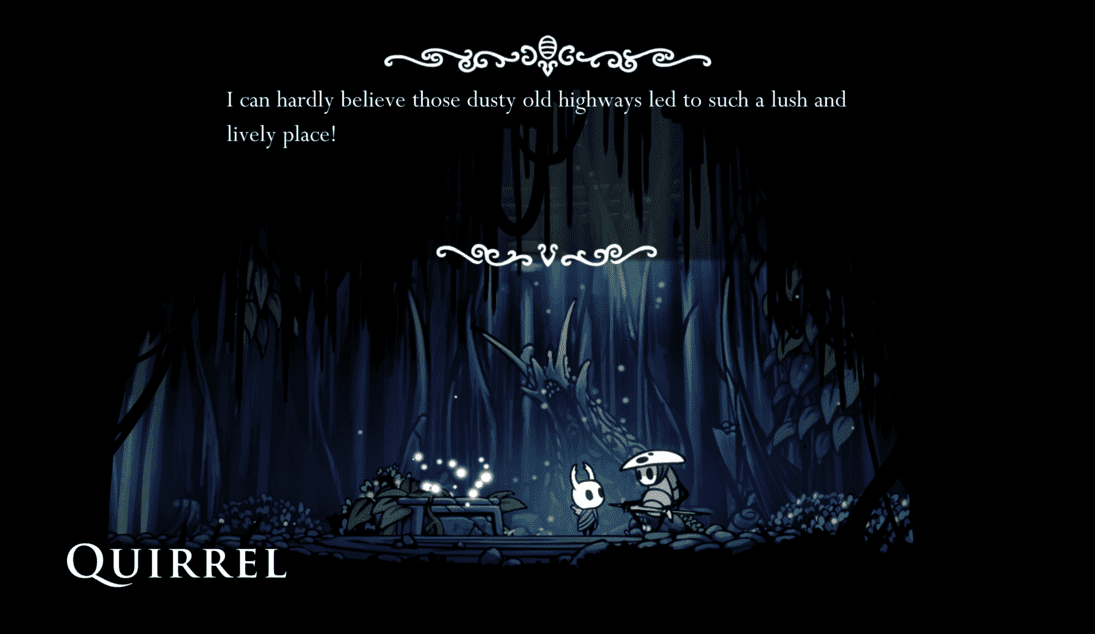 I can hardly believe those dusty old highways led to such a lush and
lively place!
QUIRREL